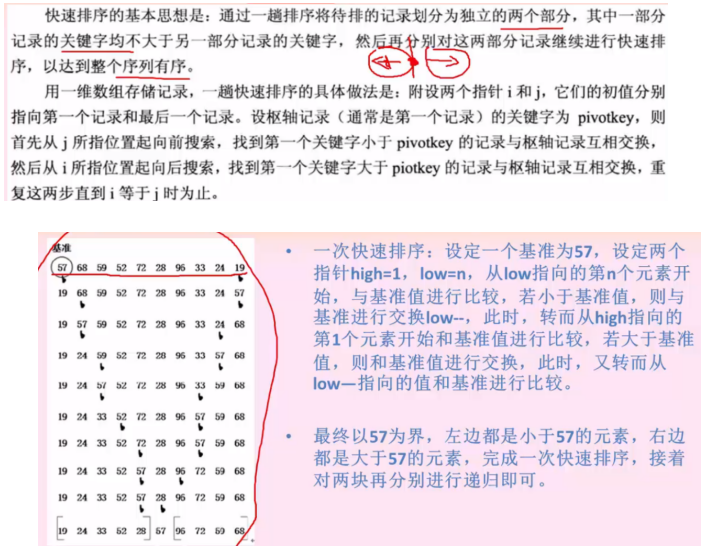 快速排序的基本思想是：通过一趟排序将待排的记录划分为独立的两个部分，其中一部分
记录的关键字均不大于另一部分记录的关键字，然后再分别对这两部分记录继续进行快速排
序，以达到整个序列有序。
用一维数组存储记录，一趟快速排序的具体做法是：附设两个指针 i 和 j，它们的初值分别
指向第一个记录和最后一个记录。设枢轴记录（通常是第一个记录）的关键字为 pivotkey，则
首先从 j 所指位置起向前搜索，找到第一个关键字小于 pivotkey 的记录与枢轴记录互相交换，
然后从 i 所指位置起向后搜索，找到第一个关键字大于 piotkey 的记录与枢轴记录互相交换，重
复这两步直到 i 等于 j 时为止。
基准
57 68 59 52 72 28 96 33 24 19
19 68 59 52 72 28 96 33 24 57
19 57 59 52 72 28 96 33 24 68
19 24 59 52 72 28 96 33 57 68
19 24 57 52 72 28 96 33 59 68
19 24 33 52 72 28 96 57 59 68
19 24 33 52 72 28 96 57 59 68
19 24 33 52 57 28 96 72 59 68
19 24 33 52 57 28 96 72 59 68
[19 24 33 52 28] 57 [96 72 59 68]
• 一次快速排序：设定一个基准为57，设定两个
指针high=1，low=n，从low指向的第n个元素开
始，与基准值进行比较，若小于基准值，则与
基准进行交换low--，此时，转而从high指向的
第1个元素开始和基准值进行比较，若大于基准
值，则和基准值进行交换，此时，又转而从
low—指向的值和基准进行比较。
• 最终以57为界，左边都是小于57的元素，右边
都是大于57的元素，完成一次快速排序，接着
对两块再分别进行递归即可。